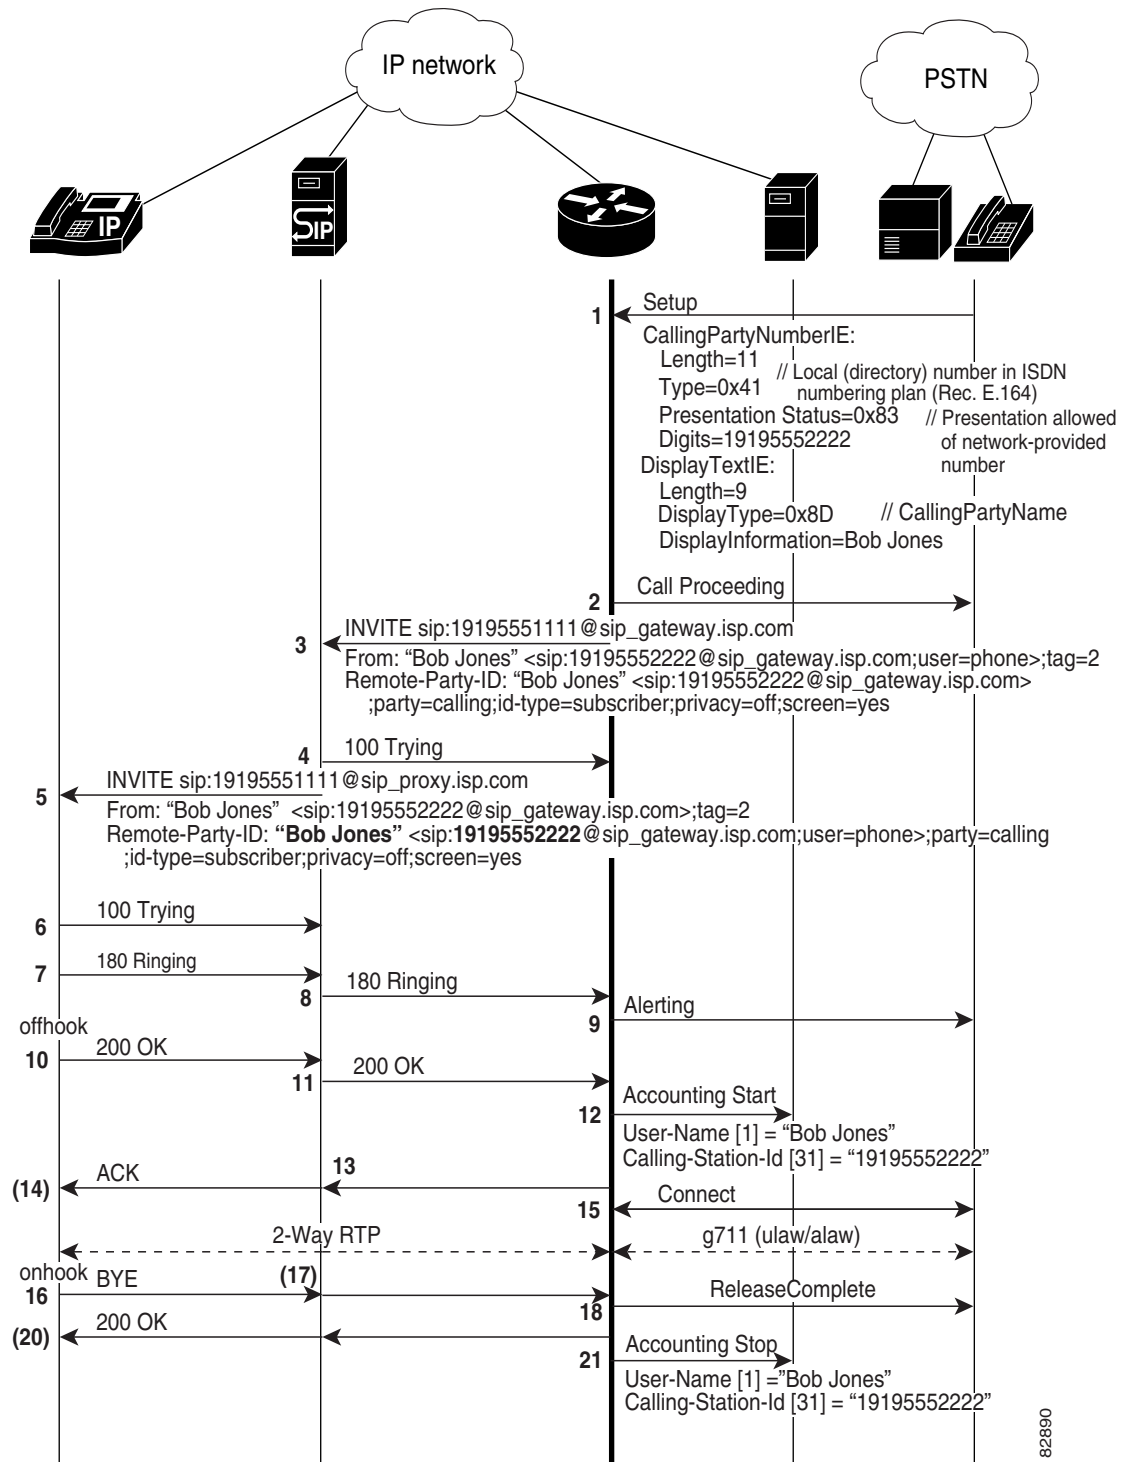 IP network
PSTN
IP
SIP
1
Setup
CallingPartyNumberIE:
Length=11
Type=0x41
// Local (directory) number in ISDN
numbering plan (Rec. E.164)
Presentation Status=0x83
// Presentation allowed
of network-provided
number
Digits=19195552222
DisplayTextIE:
Length=9
DisplayType=0x8D
// CallingPartyName
DisplayInformation=Bob Jones
2
Call Proceeding
3
INVITE sip:19195551111@sip_gateway.isp.com
From: “Bob Jones” <sip:19195552222@sip_gateway.isp.com;user=phone>;tag=2
Remote-Party-ID: “Bob Jones” <sip:19195552222@sip_gateway.isp.com>
;party=calling;id-type=subscriber;privacy=off;screen=yes
4
100 Trying
5
INVITE sip:19195551111@sip_proxy.isp.com
From: “Bob Jones” <sip:19195552222@sip_gateway.isp.com>;tag=2
Remote-Party-ID: “Bob Jones” <sip:19195552222@sip_gateway.isp.com;user=phone>;party=calling
;id-type=subscriber;privacy=off;screen=yes
6
100 Trying
7
180 Ringing
8
180 Ringing
9
Alerting
offhook
10
200 OK
11
200 OK
12
Accounting Start
User-Name [1] = “Bob Jones”
Calling-Station-Id [31] = “19195552222”
13
(14)
ACK
15
Connect
2-Way RTP
g711 (ulaw/alaw)
onhook
16
BYE
(17)
18
ReleaseComplete
(20)
200 OK
21
Accounting Stop
User-Name [1] =”Bob Jones”
Calling-Station-Id [31] = “19195552222”
82890